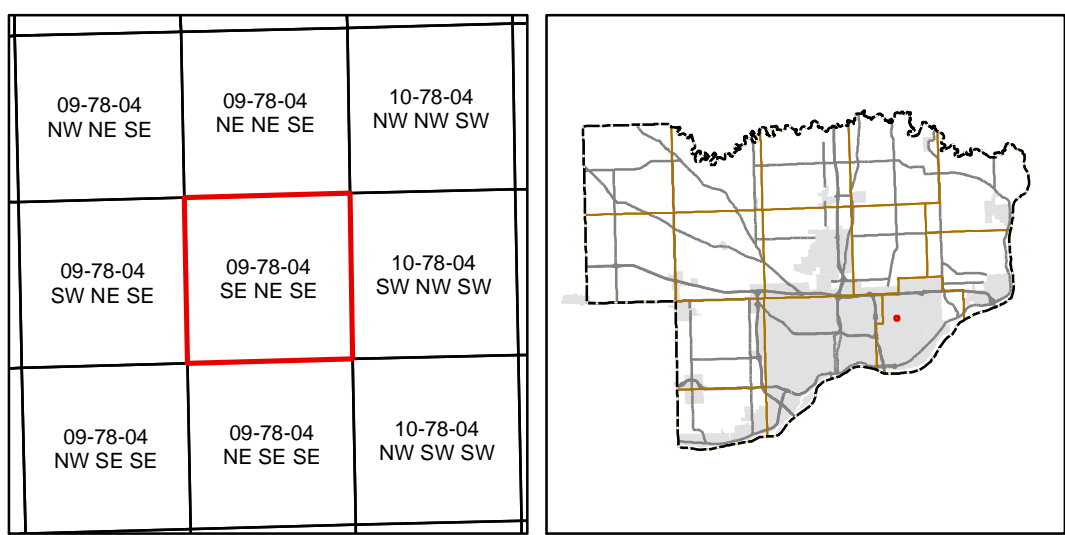 09-78-04
NW NE SE
09-78-04
NE NE SE
10-78-04
NW NW SW
09-78-04
SW NE SE
09-78-04
SE NE SE
10-78-04
SW NW SW
09-78-04
NW SE SE
09-78-04
NE SE SE
10-78-04
NW SW SW